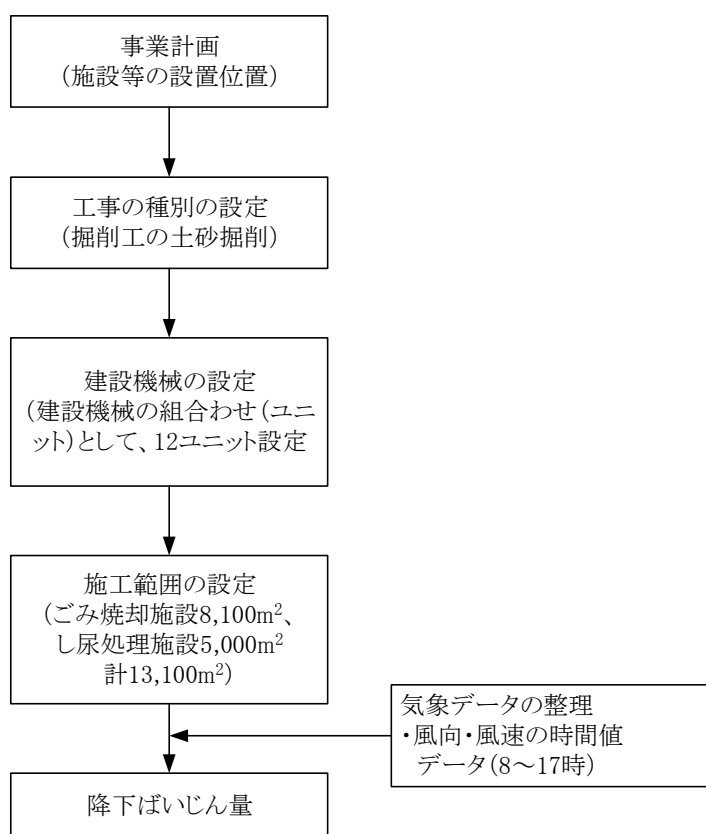 事業計画
(施設等の設置位置)
工事の種別の設定
(掘削工の土砂掘削)
建設機械の設定
(建設機械の組合わせ(ユニ
ット)として、12ユニット設定
施工範囲の設定
(ごみ焼却施設8,100m²、
し尿処理施設5,000m²
計13,100m²)
気象データの整理
・風向・風速の時間値
データ(8～17時)
降下ばいじん量